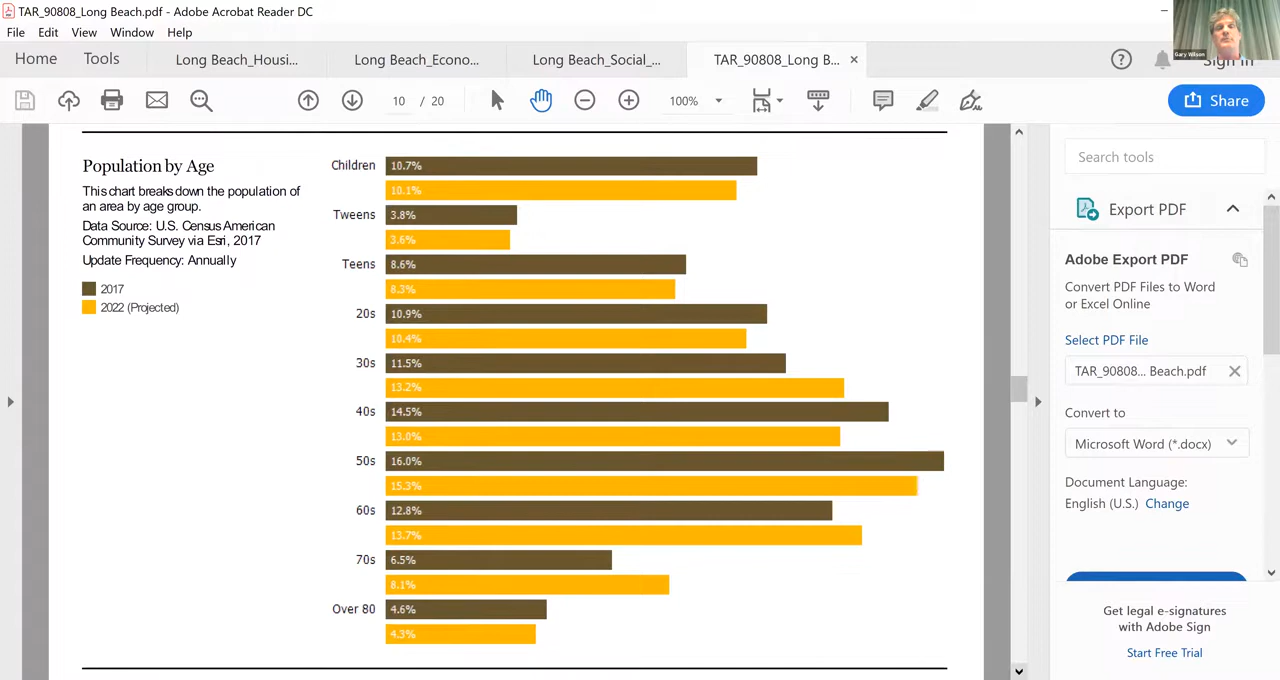 TAR_90808_Long Beach.pdf - Adobe Acrobat Reader DC
File Edit View Window Help
Home Tools Long Beach_Housi... Long Beach_Econo... Long Beach_Social_... TAR_90808_Long B... ×
Sign In
Gary Wilson
10 / 20 100% Share
Population by Age
This chart breaks down the population of
an area by age group.
Data Source: U.S. Census American
Community Survey via Esri, 2017
Update Frequency: Annually
2017
2022 (Projected)
Children 10.7%
10.1%
Tweens 3.8%
3.6%
Teens 8.6%
8.3%
20s 10.9%
10.4%
30s 11.5%
13.2%
40s 14.5%
13.0%
50s 16.0%
15.3%
60s 12.8%
13.7%
70s 6.5%
8.1%
Over 80 4.6%
4.3%
Search tools
Export PDF
Adobe Export PDF
Convert PDF Files to Word
or Excel Online
Select PDF File
TAR_90808... Beach.pdf
Convert to
Microsoft Word (*.docx)
Document Language:
English (U.S.) Change
Get legal e-signatures
with Adobe Sign
Start Free Trial